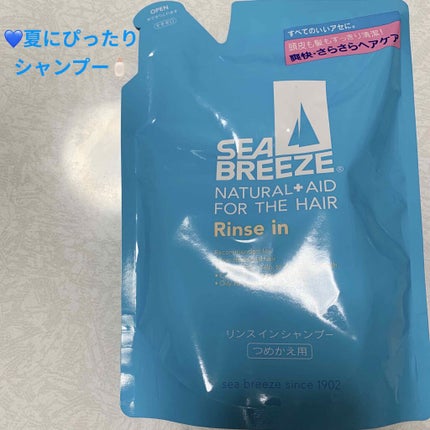 💙夏にぴったり
シャンプー
OPEN
すべてのいいアセに。
頭皮も髪もすっきり清潔!
爽快・さらさらヘアケア
SEA
BREEZE®
NATURAL+AID
FOR THE HAIR
Rinse in
リンスインシャンプー
つめかえ用
sea breeze since 1902